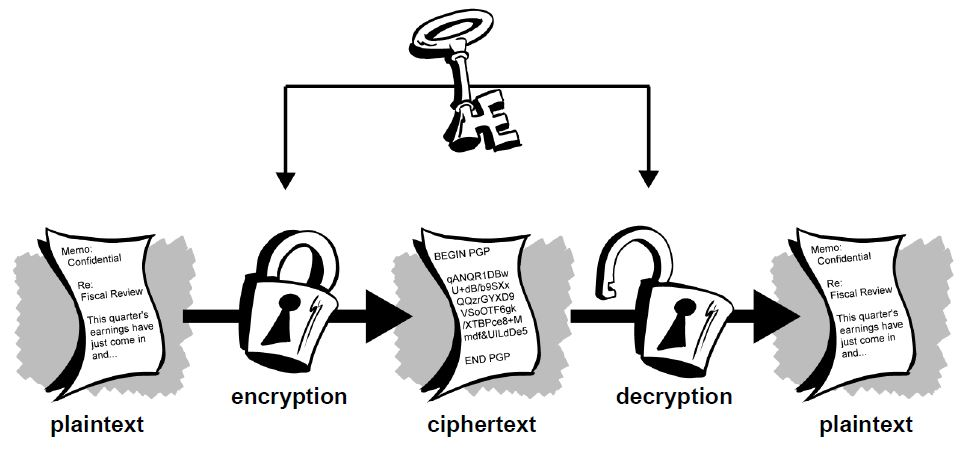 Memo:
Confidential
Re:
Fiscal Review
This quarter's
earnings have
just come in
and...
plaintext
encryption
BEGIN PGP
qANQR1DBw
U+dB/b9SXx
QQzrGYXD9
VSoOTF6gk
/XTBPce8+M
mdf&UILdDe5
END PGP
ciphertext
decryption
Memo:
Confidential
Re:
Fiscal Review
This quarter's
earnings have
just come in
and...
plaintext